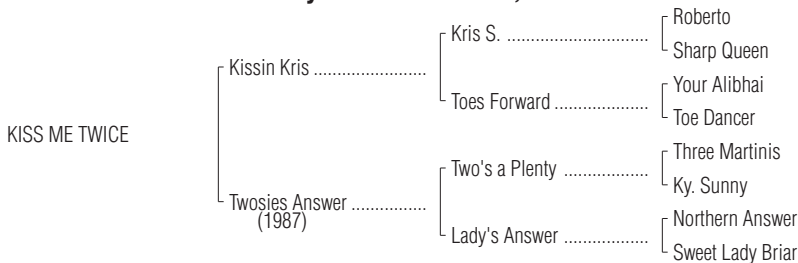 Roberto
Kris S. ............................
Sharp Queen
Kissin Kris .......................
Your Alibhai
Toes Forward ...................
Toe Dancer
KISS ME TWICE
Three Martinis
Two's a Plenty .................
Ky. Sunny
Twosies Answer ................
(1987)
Northern Answer
Lady's Answer .................
Sweet Lady Briar